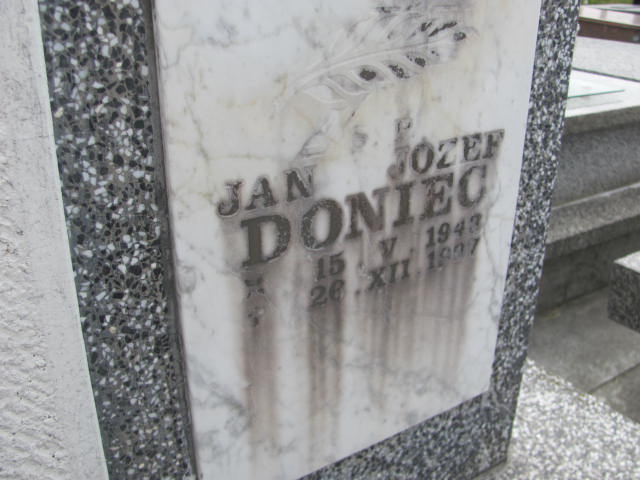 Ś P
JAN JÓZEF
DONIEC
* 15 V 1943
† 26.XII.1997